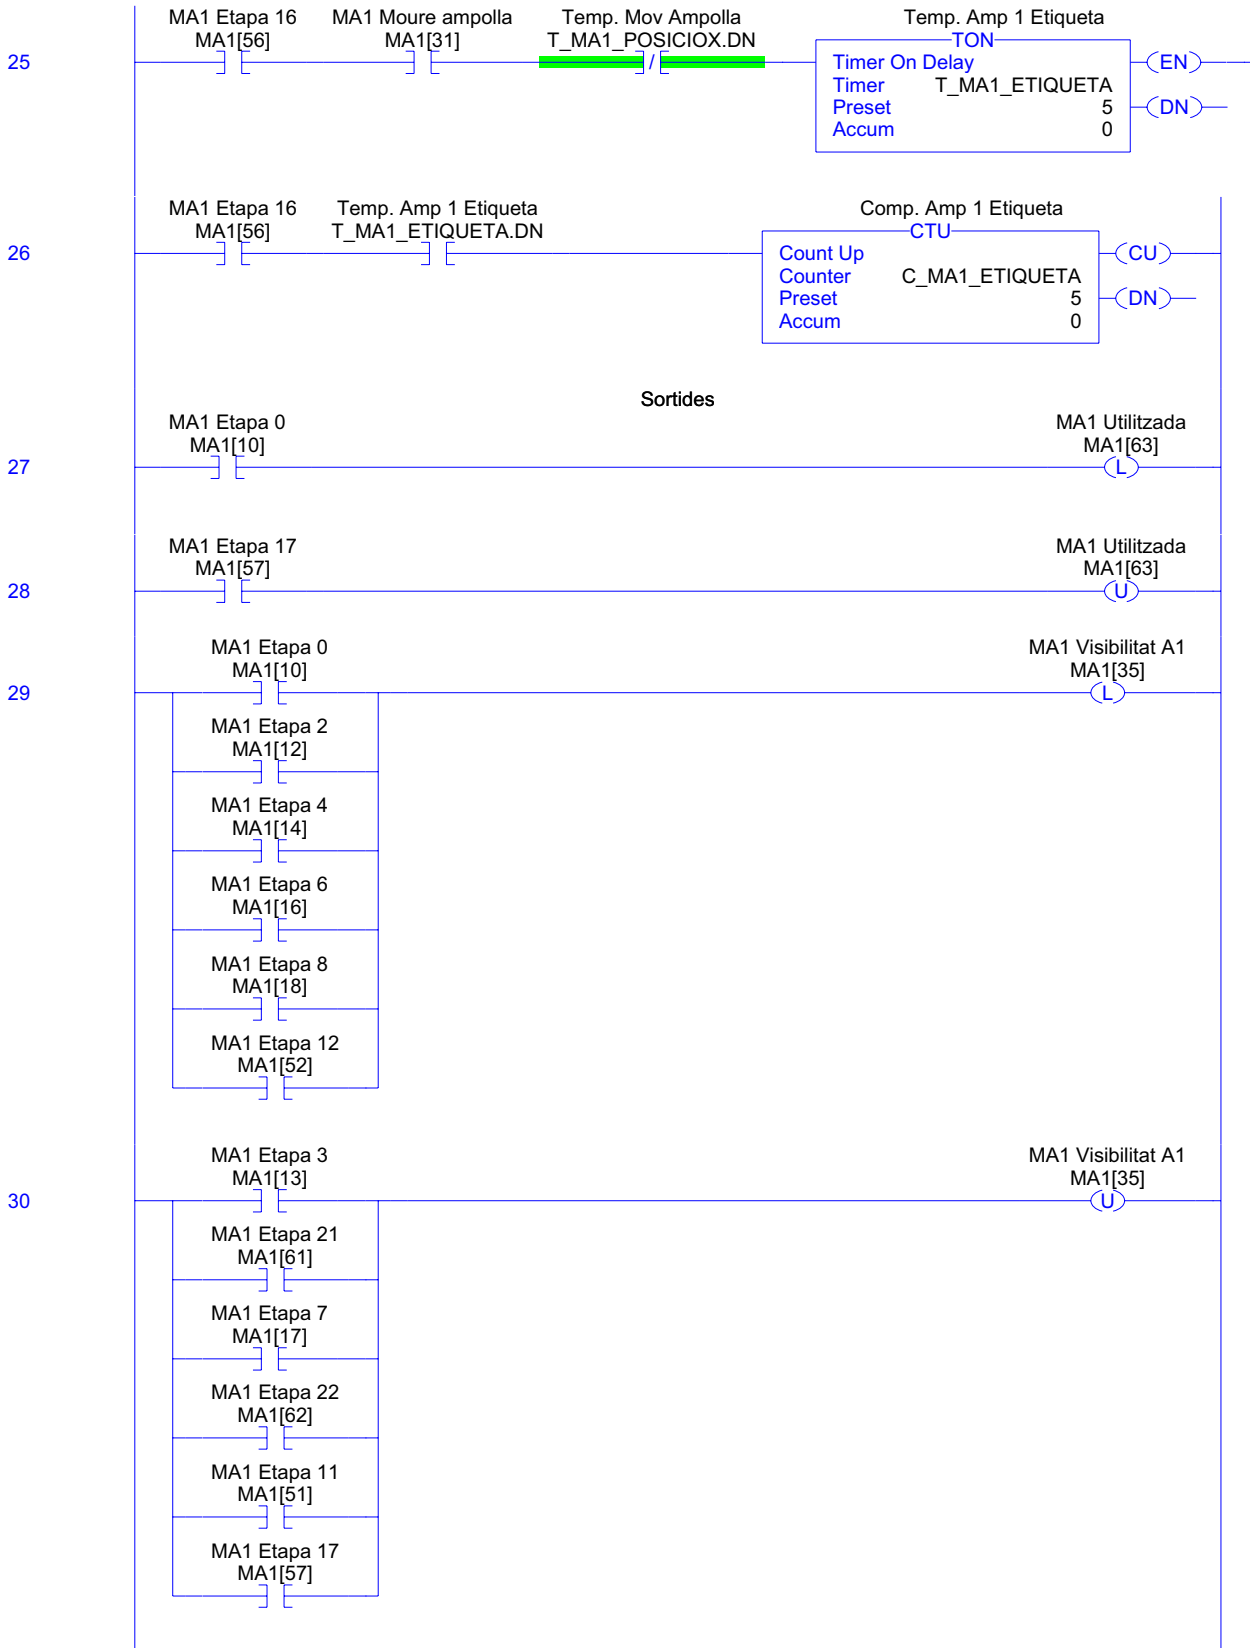 MA1 Etapa 16 MA1 Moure ampolla Temp. Mov Ampolla Temp. Amp 1 Etiqueta
MA1[56] MA1[31] T_MA1_POSICIOX.DN TON
25 / Timer On Delay EN
Timer T_MA1_ETIQUETA
Preset 5 DN
Accum 0
MA1 Etapa 16 Temp. Amp 1 Etiqueta Comp. Amp 1 Etiqueta
MA1[56] T_MA1_ETIQUETA.DN CTU
26 Count Up CU
Counter C_MA1_ETIQUETA
Preset 5 DN
Accum 0
Sortides
MA1 Etapa 0 MA1 Utilitzada
MA1[10] MA1[63]
27 L
MA1 Etapa 17 MA1 Utilitzada
MA1[57] MA1[63]
28 U
MA1 Etapa 0 MA1 Visibilitat A1
MA1[10] MA1[35]
29 L
MA1 Etapa 2
MA1[12]
MA1 Etapa 4
MA1[14]
MA1 Etapa 6
MA1[16]
MA1 Etapa 8
MA1[18]
MA1 Etapa 12
MA1[52]
MA1 Etapa 3 MA1 Visibilitat A1
MA1[13] MA1[35]
30 U
MA1 Etapa 21
MA1[61]
MA1 Etapa 7
MA1[17]
MA1 Etapa 22
MA1[62]
MA1 Etapa 11
MA1[51]
MA1 Etapa 17
MA1[57]